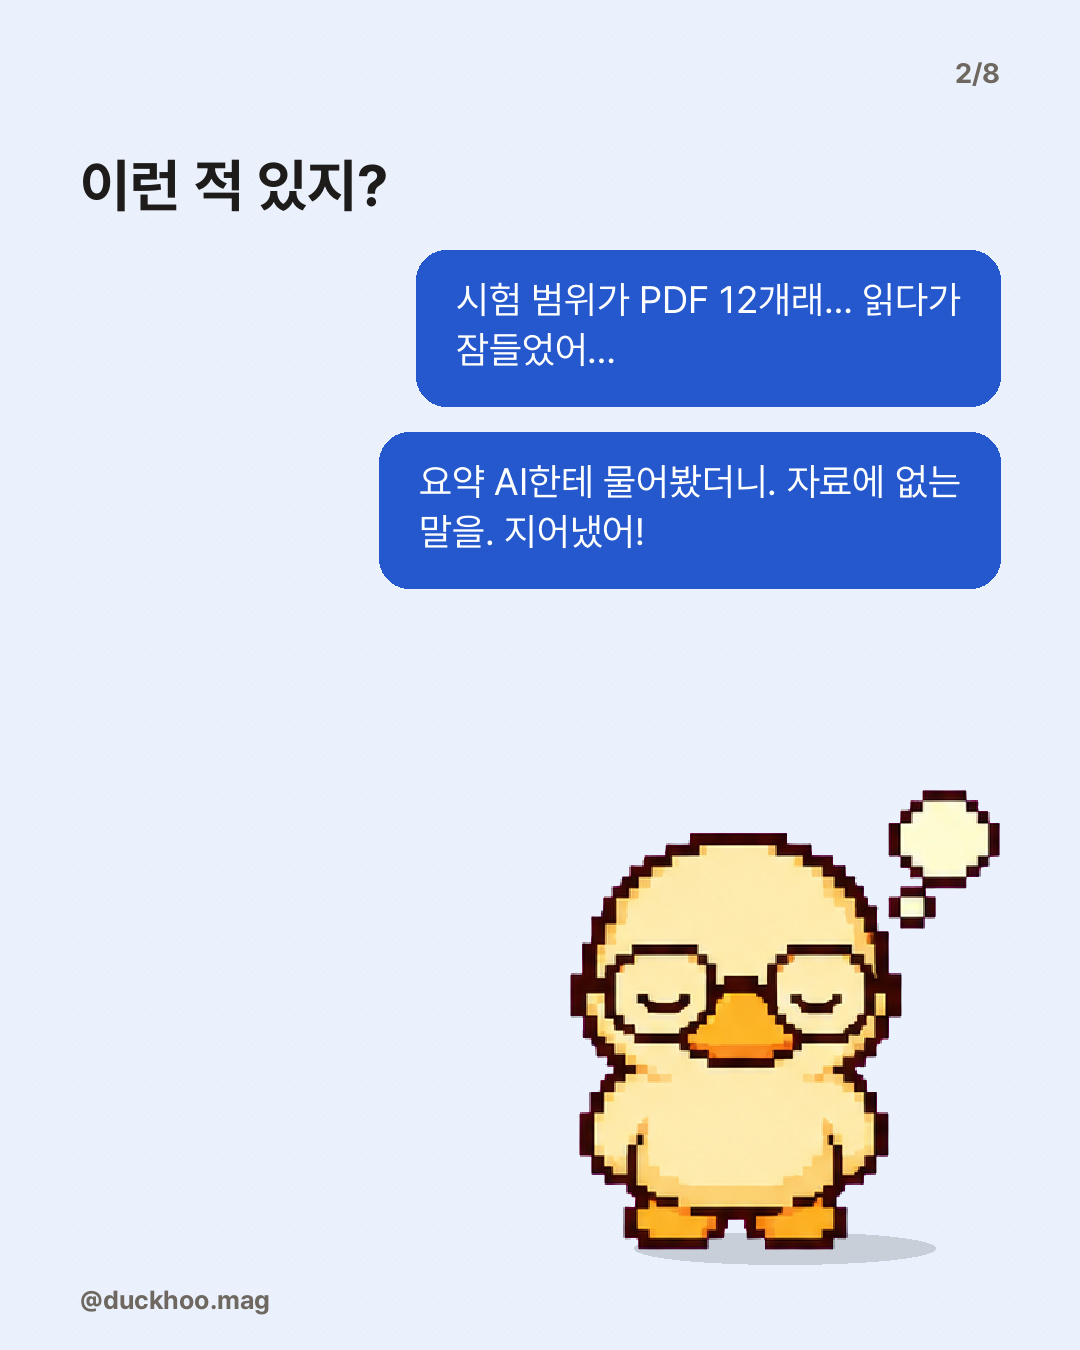 2/8
이런 적 있지?
시험 범위가 PDF 12개래... 읽다가
잠들었어...
요약 AI한테 물어봤더니. 자료에 없는
말을. 지어냈어!
@duckhoo.mag